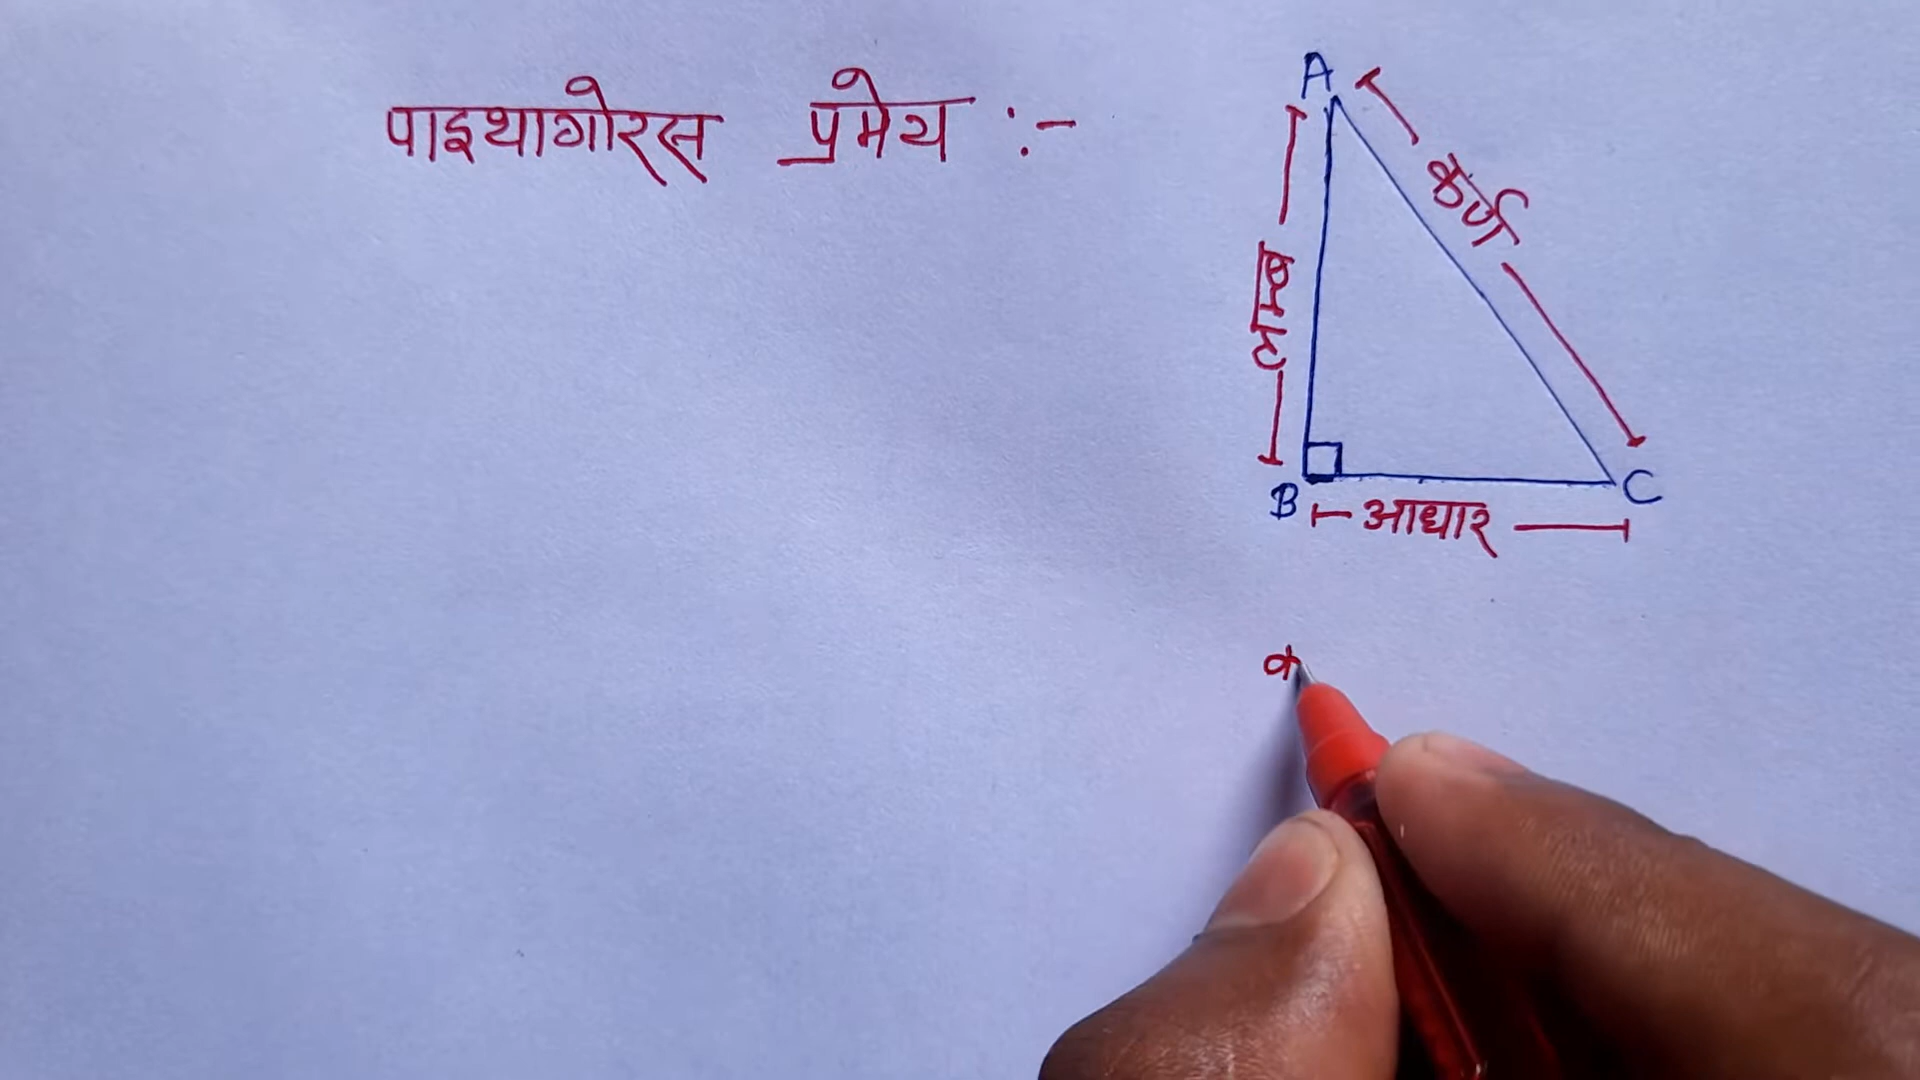 पाइथागोरस प्रमेय :-
A
कर्ण
लम्ब
B
C
आधार
क